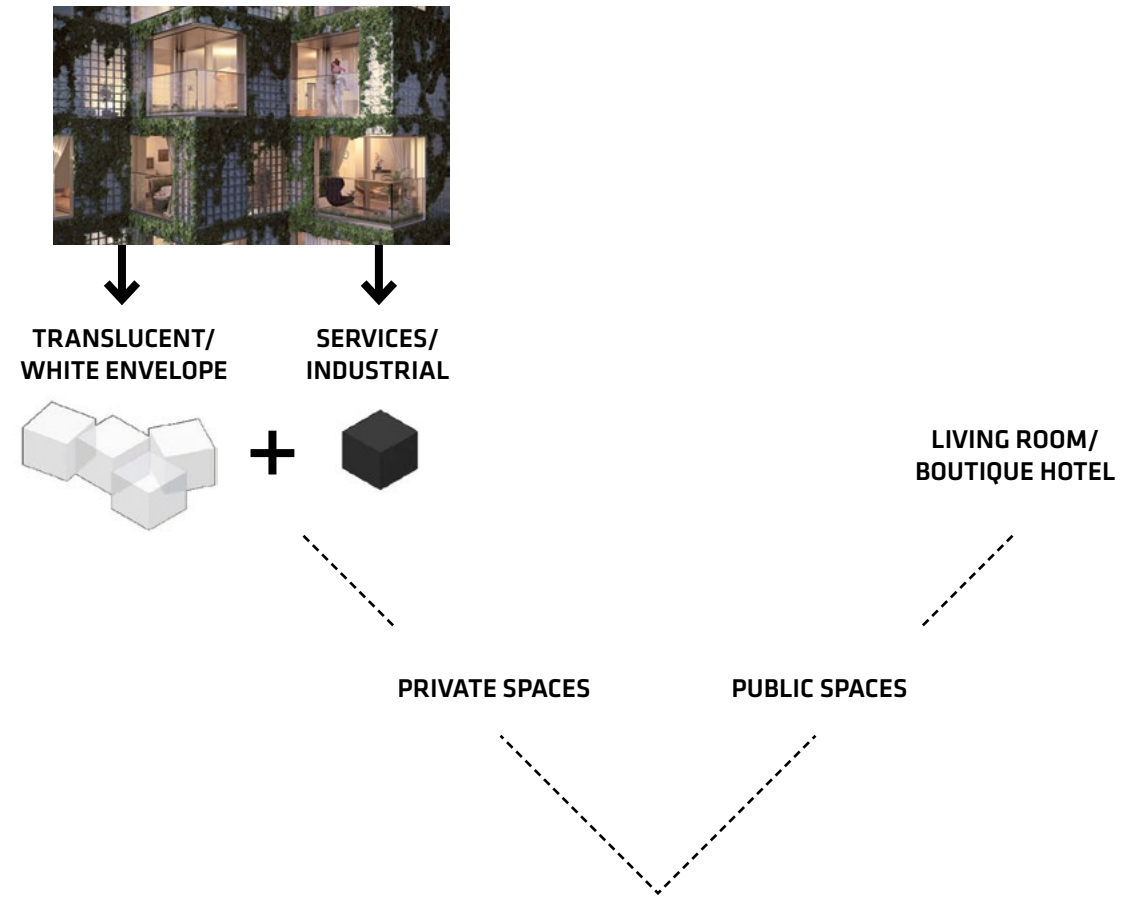 TRANSLUCENT/
WHITE ENVELOPE
SERVICES/
INDUSTRIAL
+
LIVING ROOM/
BOUTIQUE HOTEL
PRIVATE SPACES
PUBLIC SPACES